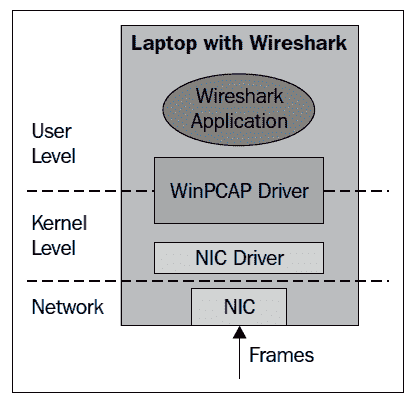 Laptop with Wireshark
Wireshark
Application
User
Level
WinPCAP Driver
Kernel
Level
NIC Driver
Network
NIC
Frames